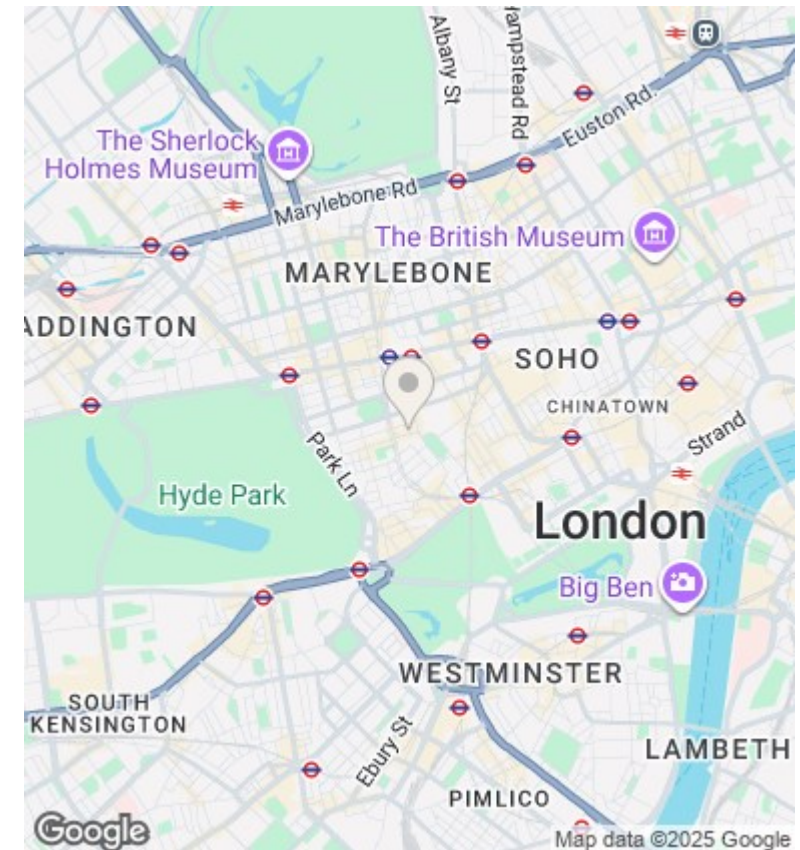 Albany St
Hampstead Rd
Euston Rd
The Sherlock
Holmes Museum
Marylebone Rd
The British Museum
MARYLEBONE
ADDINGTON
SOHO
CHINATOWN
Strand
Park Ln
Hyde Park
London
Big Ben
WESTMINSTER
SOUTH
KENSINGTON
Ebury St
LAMBETH
PIMLICO
Google
Map data ©2025 Google